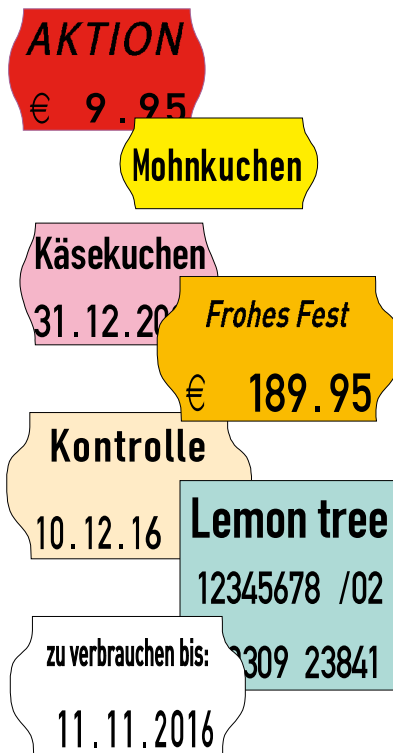 AKTION
€ 9.95
Mohnkuchen
Käsekuchen
31.12.20
Frohes Fest
€ 189.95
Kontrolle
10.12.16
Lemon tree
12345678 /02
309 23841
zu verbrauchen bis:
11.11.2016